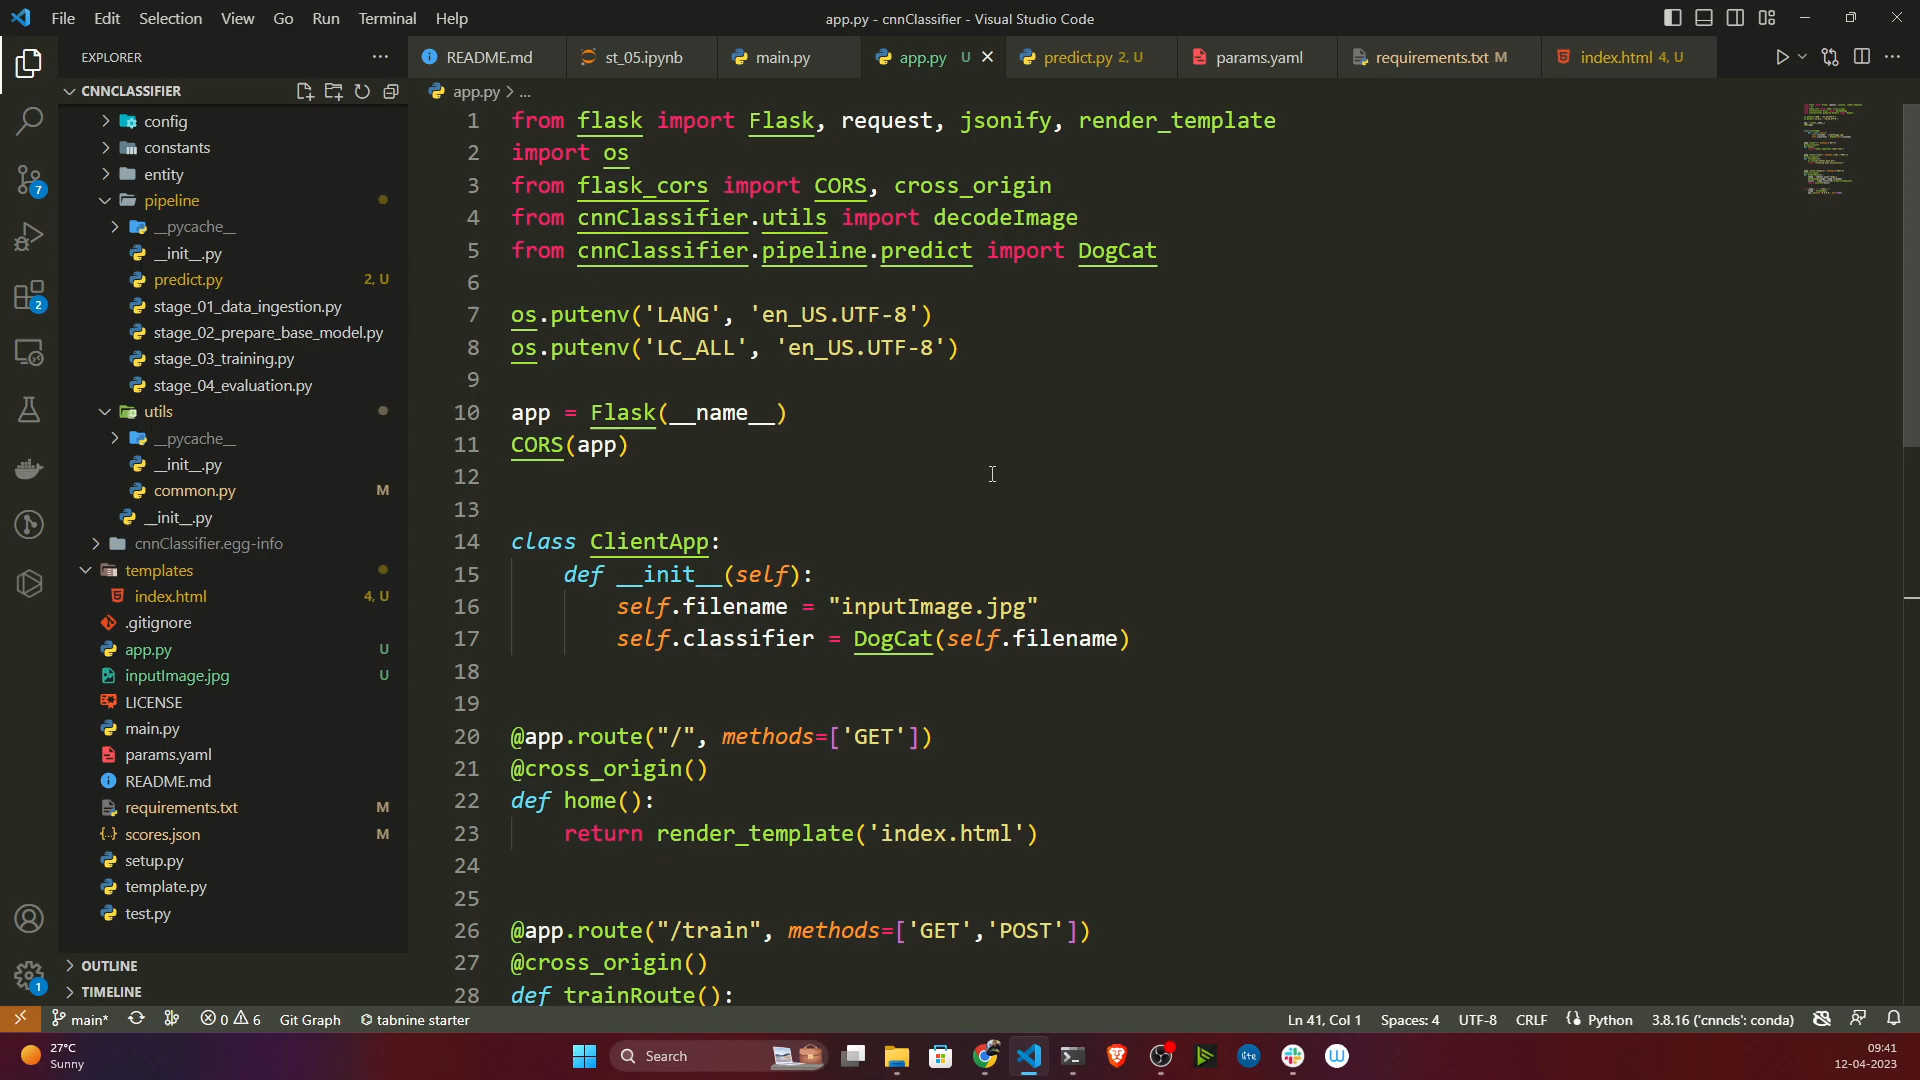 File Edit Selection View Go Run Terminal Help
app.py - cnnClassifier - Visual Studio Code
EXPLORER
README.md
st_05.ipynb
main.py
app.py U
predict.py 2, U
params.yaml
requirements.txt M
index.html 4, U
CNNCLASSIFIER
app.py > ...
config
constants
entity
pipeline
__pycache__
__init__.py
predict.py 2, U
stage_01_data_ingestion.py
stage_02_prepare_base_model.py
stage_03_training.py
stage_04_evaluation.py
utils
__pycache__
__init__.py
common.py M
__init__.py
cnnClassifier.egg-info
templates
index.html 4, U
.gitignore
app.py U
inputImage.jpg U
LICENSE
main.py
params.yaml
README.md
requirements.txt M
scores.json M
setup.py
template.py
test.py
OUTLINE
TIMELINE
7
2
1
1 from flask import Flask, request, jsonify, render_template
2 import os
3 from flask_cors import CORS, cross_origin
4 from cnnClassifier.utils import decodeImage
5 from cnnClassifier.pipeline.predict import DogCat
6
7 os.putenv('LANG', 'en_US.UTF-8')
8 os.putenv('LC_ALL', 'en_US.UTF-8')
9
10 app = Flask(__name__)
11 CORS(app)
12
13
14 class ClientApp:
15 def __init__(self):
16 self.filename = "inputImage.jpg"
17 self.classifier = DogCat(self.filename)
18
19
20 @app.route("/", methods=['GET'])
21 @cross_origin()
22 def home():
23 return render_template('index.html')
24
25
26 @app.route("/train", methods=['GET','POST'])
27 @cross_origin()
28 def trainRoute():
main* 0 6 Git Graph tabnine starter
Ln 41, Col 1 Spaces: 4 UTF-8 CRLF Python 3.8.16 ('cnncls': conda)
27°C
Sunny
Search
lite
09:41
12-04-2023